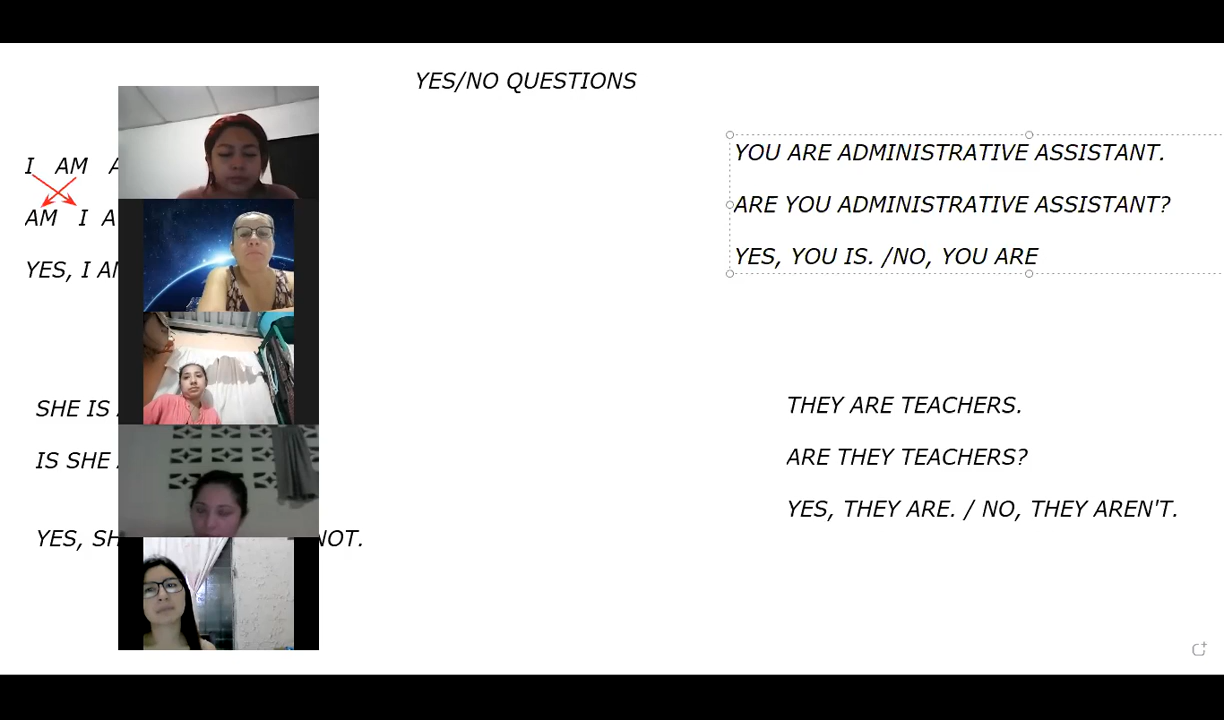 YES/NO QUESTIONS
I AM
AM I
YES, I
SHE IS
IS SHE
YES, NOT.
YOU ARE ADMINISTRATIVE ASSISTANT.
ARE YOU ADMINISTRATIVE ASSISTANT?
YES, YOU IS. /NO, YOU ARE
THEY ARE TEACHERS.
ARE THEY TEACHERS?
YES, THEY ARE. / NO, THEY AREN'T.